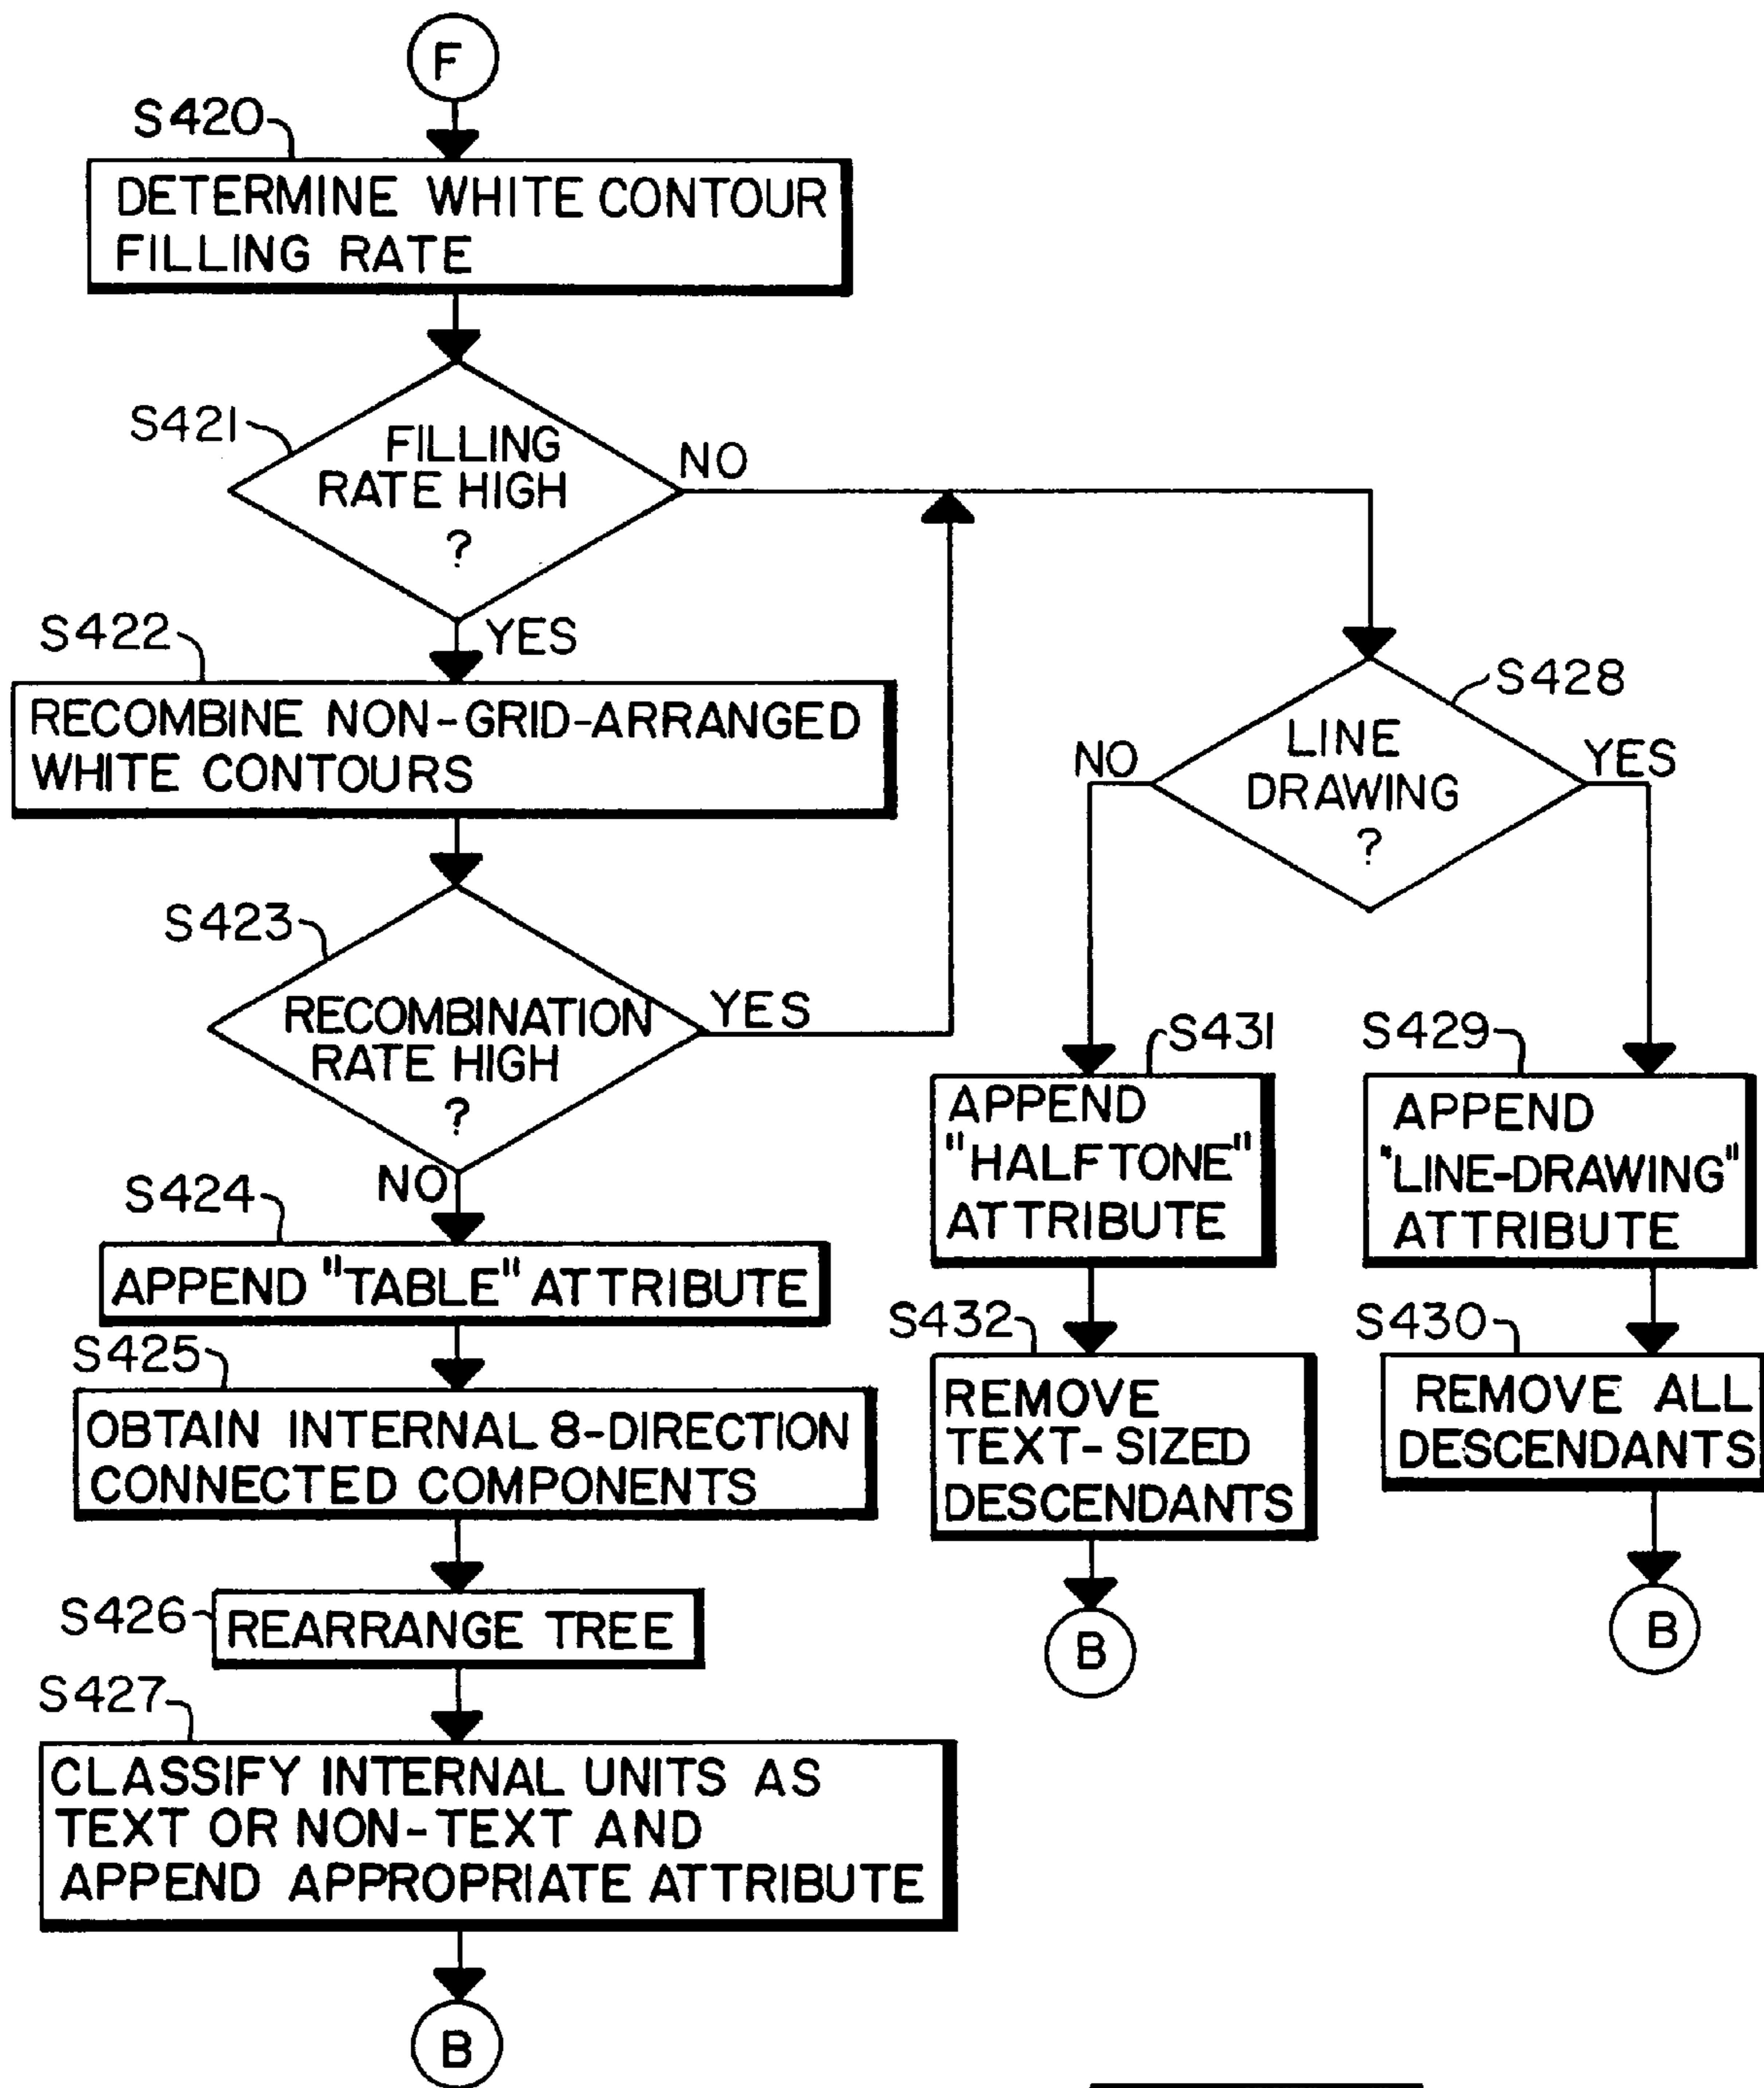 F
S420
DETERMINE WHITE CONTOUR
FILLING RATE
S421
FILLING
RATE HIGH
?
NO
YES
S422
RECOMBINE NON-GRID-ARRANGED
WHITE CONTOURS
S423
RECOMBINATION
RATE HIGH
?
YES
NO
S424
APPEND "TABLE" ATTRIBUTE
S425
OBTAIN INTERNAL 8-DIRECTION
CONNECTED COMPONENTS
S426
REARRANGE TREE
S427
CLASSIFY INTERNAL UNITS AS
TEXT OR NON-TEXT AND
APPEND APPROPRIATE ATTRIBUTE
B
S428
LINE
DRAWING
?
NO
YES
S431
APPEND
"HALFTONE"
ATTRIBUTE
S432
REMOVE
TEXT-SIZED
DESCENDANTS
B
S429
APPEND
"LINE-DRAWING"
ATTRIBUTE
S430
REMOVE ALL
DESCENDANTS
B